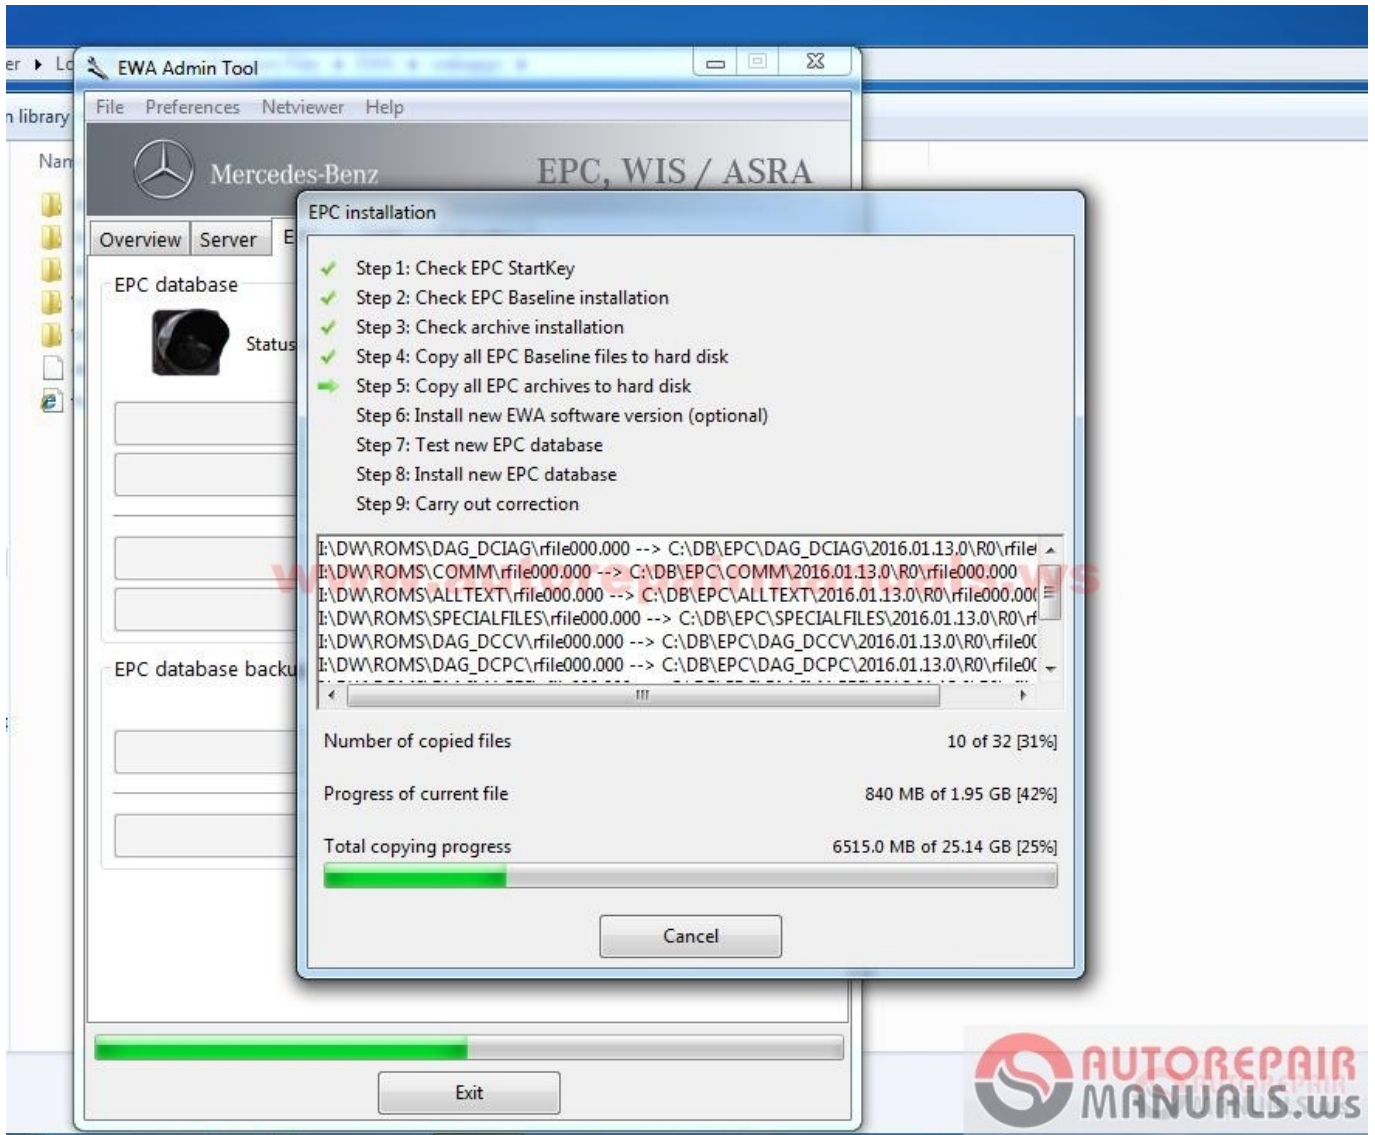 er ▸ Lo
EWA Admin Tool
n library
File Preferences Netviewer Help
Nam
Mercedes-Benz
EPC, WIS / ASRA
EPC installation
Overview Server E
EPC database
Status
Step 1: Check EPC StartKey
Step 2: Check EPC Baseline installation
Step 3: Check archive installation
Step 4: Copy all EPC Baseline files to hard disk
Step 5: Copy all EPC archives to hard disk
Step 6: Install new EWA software version (optional)
Step 7: Test new EPC database
Step 8: Install new EPC database
Step 9: Carry out correction
I:\DW\ROMS\DAG_DCIAG\rfile000.000 --> C:\DB\EPC\DAG_DCIAG\2016.01.13.0\R0\rfile
I:\DW\ROMS\COMM\rfile000.000 --> C:\DB\EPC\COMM\2016.01.13.0\R0\rfile000.000
I:\DW\ROMS\ALLTEXT\rfile000.000 --> C:\DB\EPC\ALLTEXT\2016.01.13.0\R0\rfile000.00(
I:\DW\ROMS\SPECIALFILES\rfile000.000 --> C:\DB\EPC\SPECIALFILES\2016.01.13.0\R0\rf
I:\DW\ROMS\DAG_DCCV\rfile000.000 --> C:\DB\EPC\DAG_DCCV\2016.01.13.0\R0\rfile00
I:\DW\ROMS\DAG_DCPC\rfile000.000 --> C:\DB\EPC\DAG_DCPC\2016.01.13.0\R0\rfile00
www.autorepairmanuals.ws
EPC database backu
Number of copied files 10 of 32 [31%]
Progress of current file 840 MB of 1.95 GB [42%]
Total copying progress 6515.0 MB of 25.14 GB [25%]
Cancel
Exit
AUTOREPAIR
MANUALS.ws